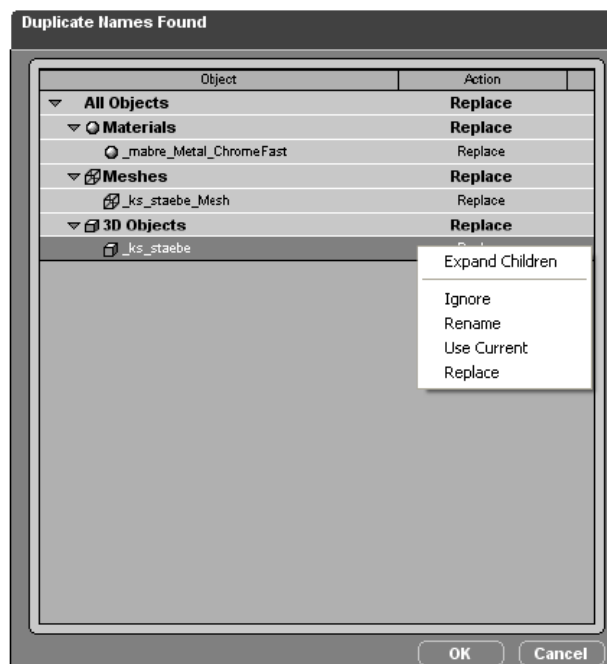 Duplicate Names Found
Object Action
All Objects Replace
Materials Replace
_mabre_Metal_ChromeFast Replace
Meshes Replace
_ks_staebe_Mesh Replace
3D Objects Replace
_ks_staebe
Expand Children
Ignore
Rename
Use Current
Replace
OK Cancel